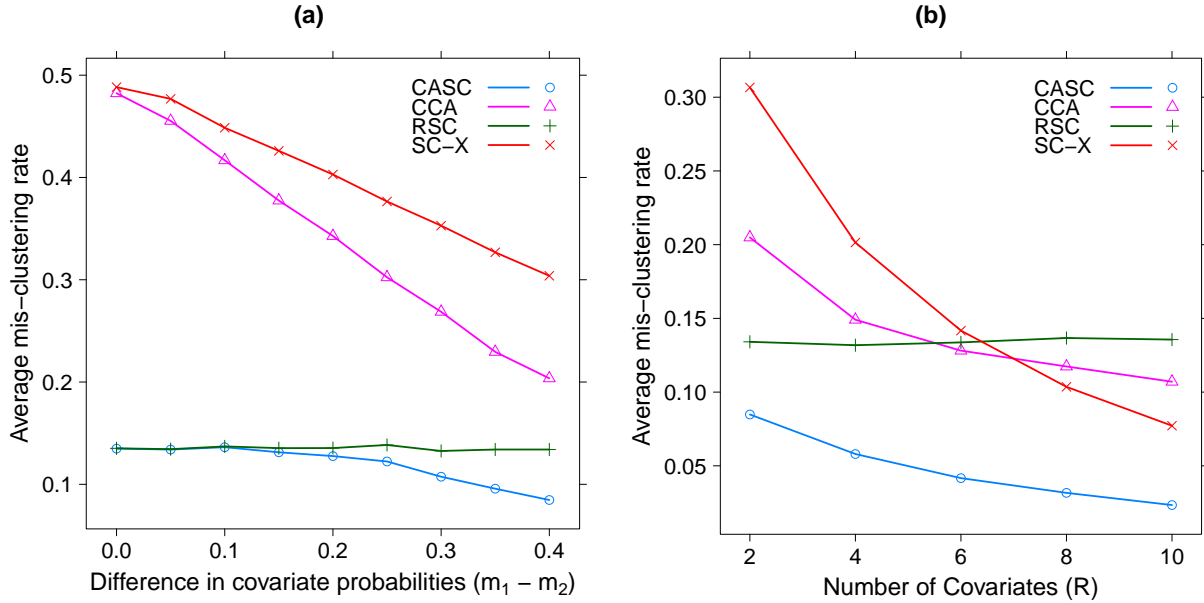 (a)
Average mis−clustering rate
0.5
0.4
0.3
0.2
0.1
CASC
CCA
RSC
SC−X
0.0 0.1 0.2 0.3 0.4
Difference in covariate probabilities (m₁ − m₂)
(b)
Average mis−clustering rate
0.30
0.25
0.20
0.15
0.10
0.05
CASC
CCA
RSC
SC−X
2 4 6 8 10
Number of Covariates (R)